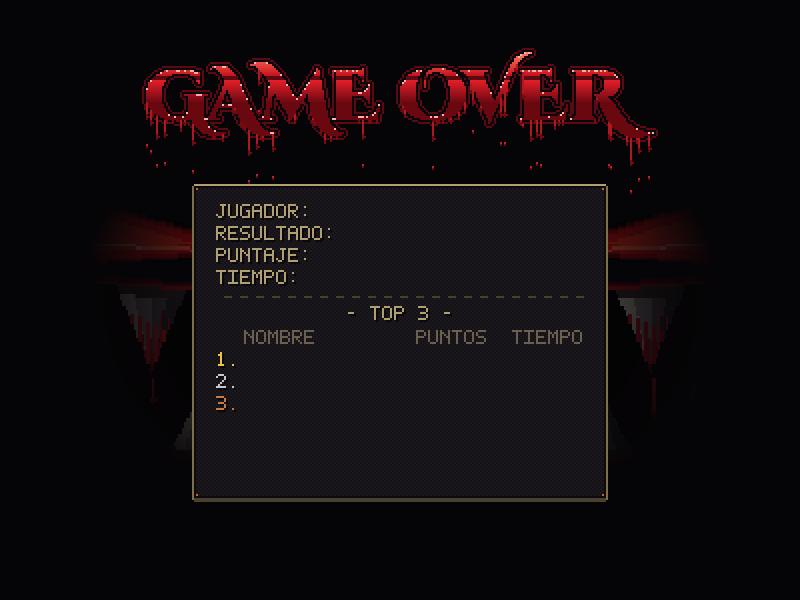 GAME OVER
JUGADOR:
RESULTADO:
PUNTAJE:
TIEMPO:
- TOP 3 -
NOMBRE PUNTOS TIEMPO
1.
2.
3.